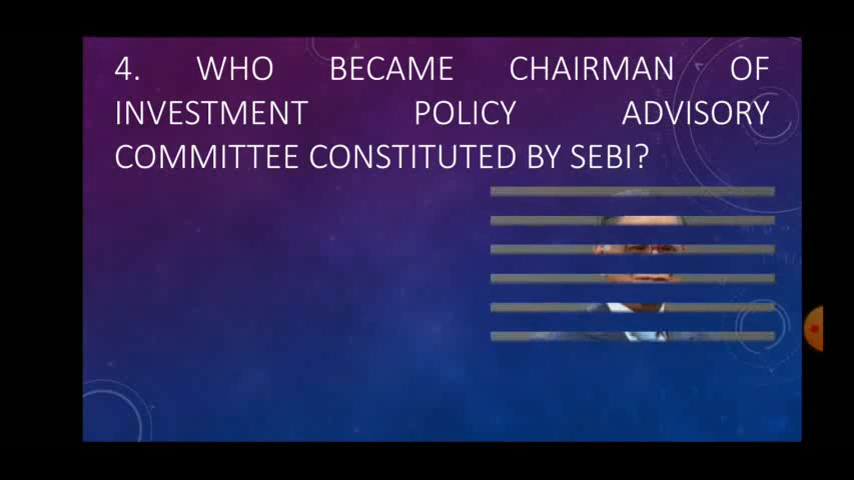 4. WHO BECAME CHAIRMAN OF
INVESTMENT POLICY ADVISORY
COMMITTEE CONSTITUTED BY SEBI?